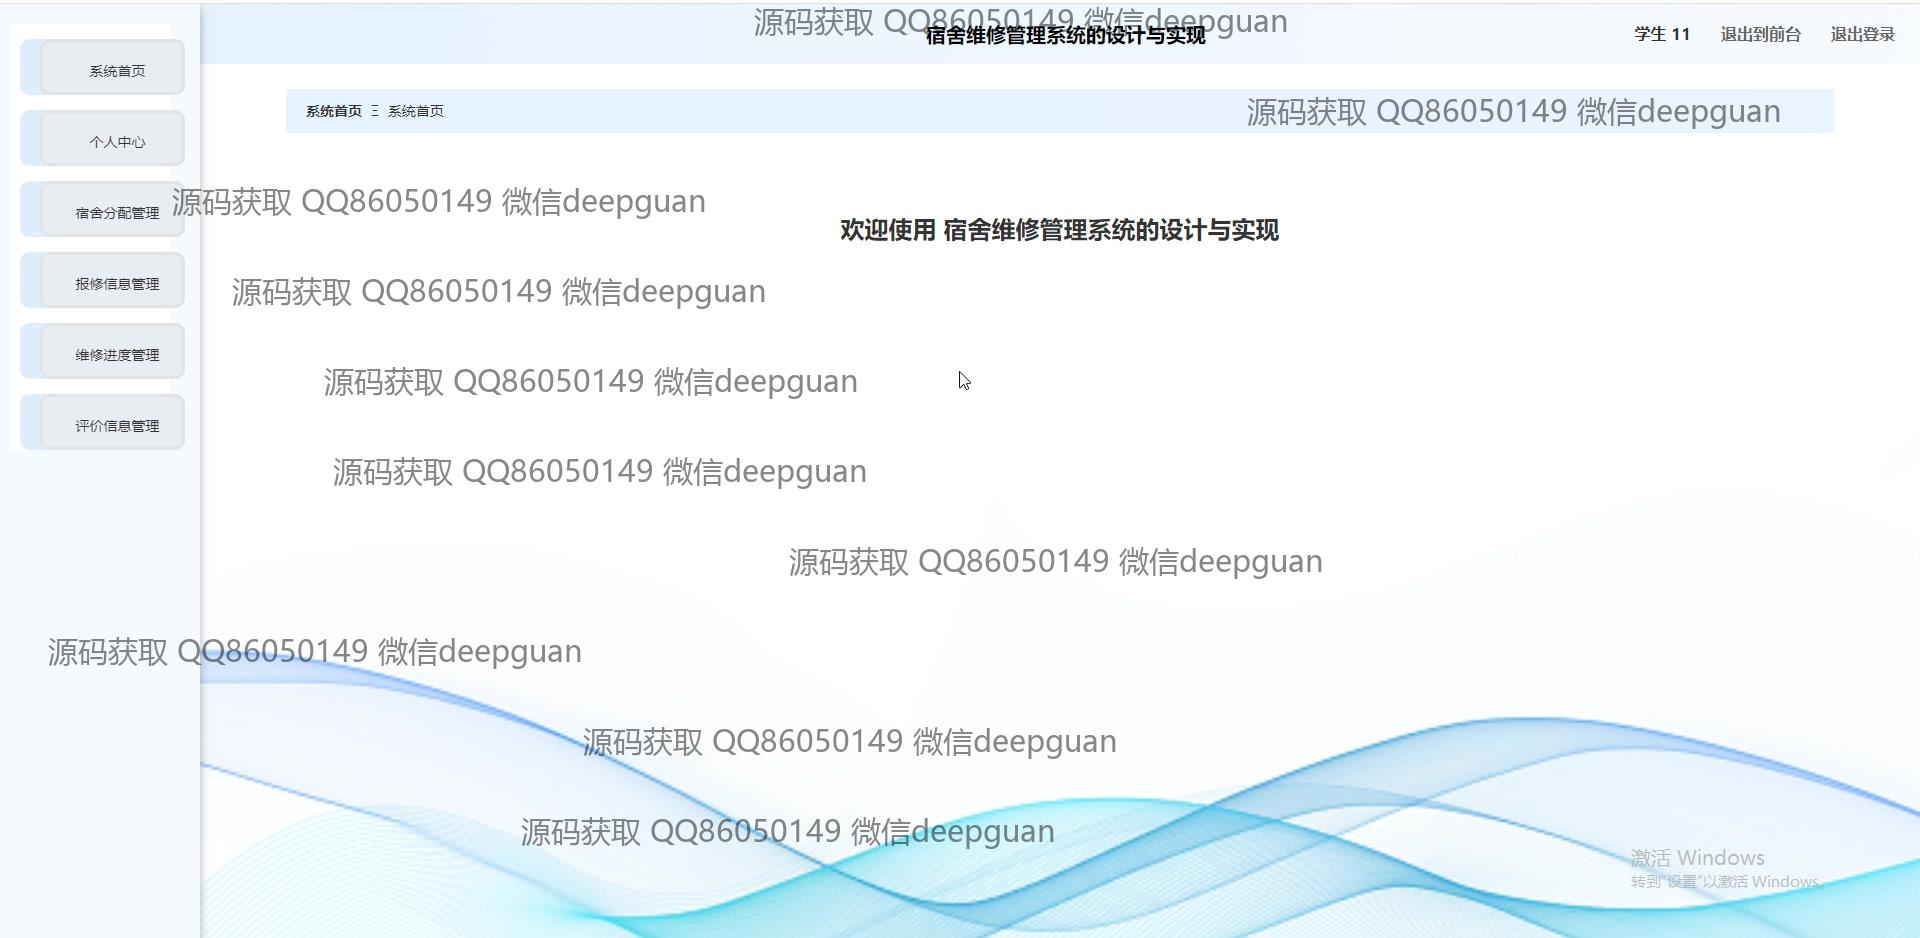 源码获取 QQ86050149 微信deepguan
宿舍维修管理系统的设计与实现
学生 11 退出到前台 退出登录
系统首页
个人中心
宿舍分配管理
报修信息管理
维修进度管理
评价信息管理
系统首页 Ξ 系统首页
源码获取 QQ86050149 微信deepguan
源码获取 QQ86050149 微信deepguan
欢迎使用 宿舍维修管理系统的设计与实现
源码获取 QQ86050149 微信deepguan
源码获取 QQ86050149 微信deepguan
源码获取 QQ86050149 微信deepguan
源码获取 QQ86050149 微信deepguan
源码获取 QQ86050149 微信deepguan
源码获取 QQ86050149 微信deepguan
源码获取 QQ86050149 微信deepguan
激活 Windows
转到"设置"以激活 Windows。